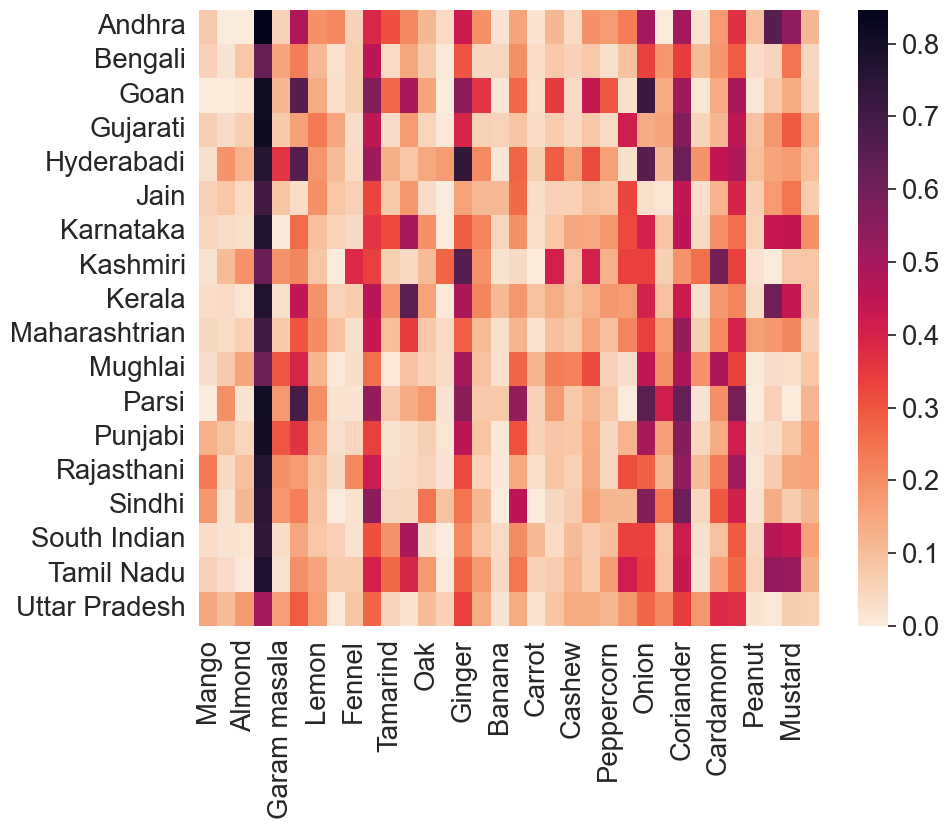 Andhra
Bengali
Goan
Gujarati
Hyderabadi
Jain
Karnataka
Kashmiri
Kerala
Maharashtrian
Mughlai
Parsi
Punjabi
Rajasthani
Sindhi
South Indian
Tamil Nadu
Uttar Pradesh
Mango
Almond
Garam masala
Lemon
Fennel
Tamarind
Oak
Ginger
Banana
Carrot
Cashew
Peppercorn
Onion
Coriander
Cardamom
Peanut
Mustard
0.8
0.7
0.6
0.5
0.4
0.3
0.2
0.1
0.0